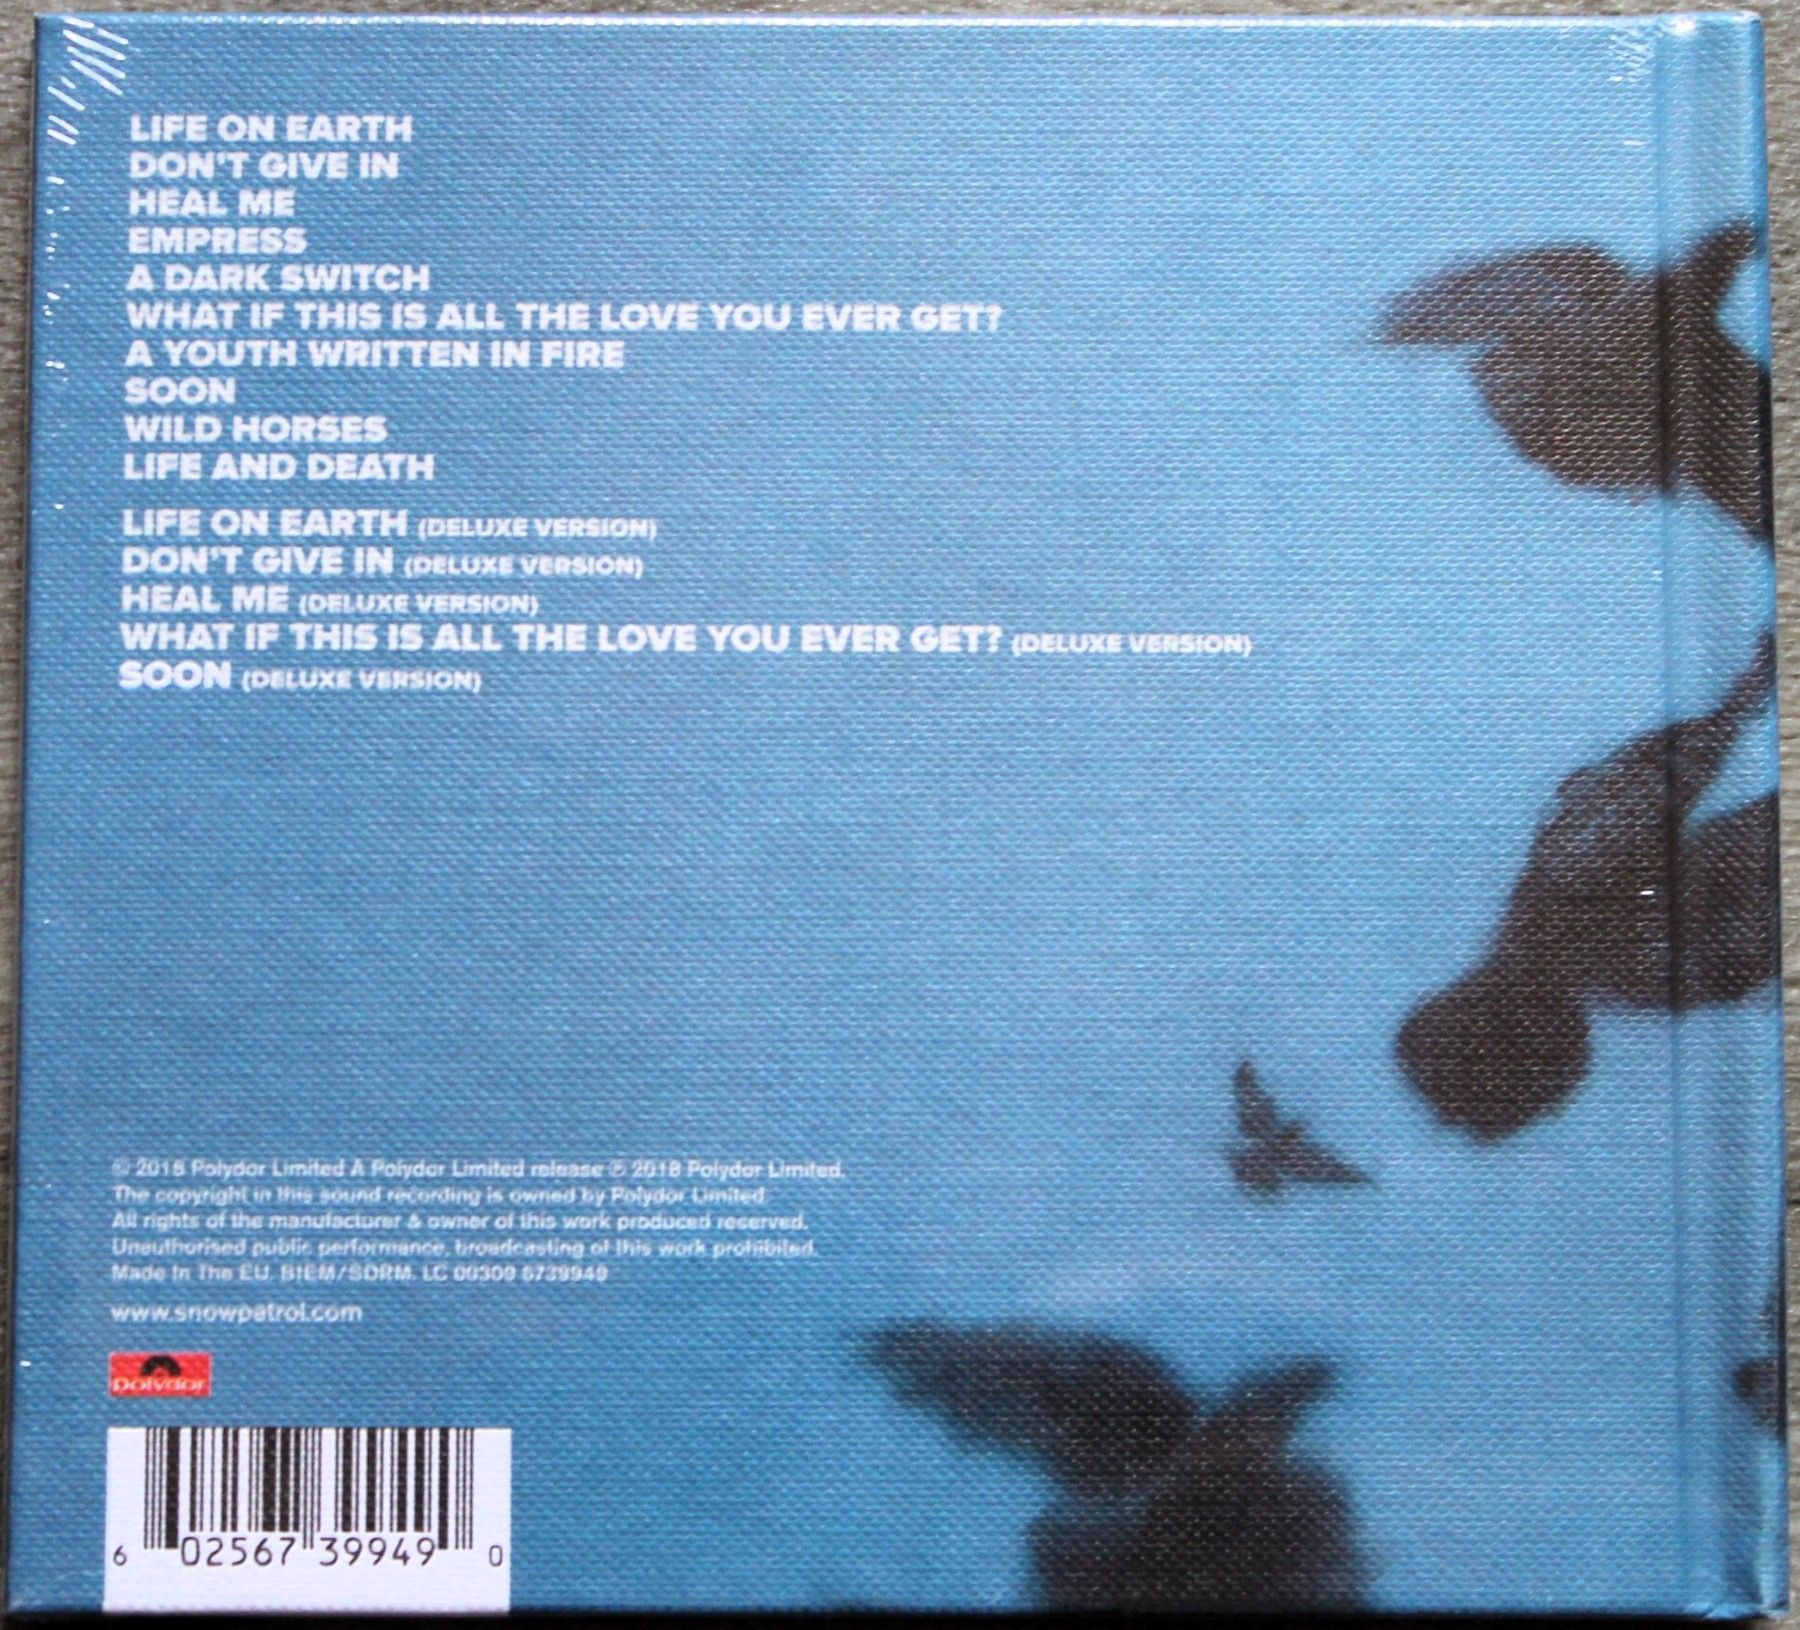 LIFE ON EARTH
DON'T GIVE IN
HEAL ME
EMPRESS
A DARK SWITCH
WHAT IF THIS IS ALL THE LOVE YOU EVER GET?
A YOUTH WRITTEN IN FIRE
SOON
WILD HORSES
LIFE AND DEATH
LIFE ON EARTH (DELUXE VERSION)
DON'T GIVE IN (DELUXE VERSION)
HEAL ME (DELUXE VERSION)
WHAT IF THIS IS ALL THE LOVE YOU EVER GET? (DELUXE VERSION)
SOON (DELUXE VERSION)
© 2018 Polydor Limited A Polydor Limited release ℗ 2018 Polydor Limited.
The copyright in this sound recording is owned by Polydor Limited.
All rights of the manufacturer & owner of this work produced reserved.
Unauthorised public performance, broadcasting of this work prohibited.
Made In The EU. BIEM/SDRM. LC 00309 6739949
www.snowpatrol.com
polydor
6 02567 39949 0